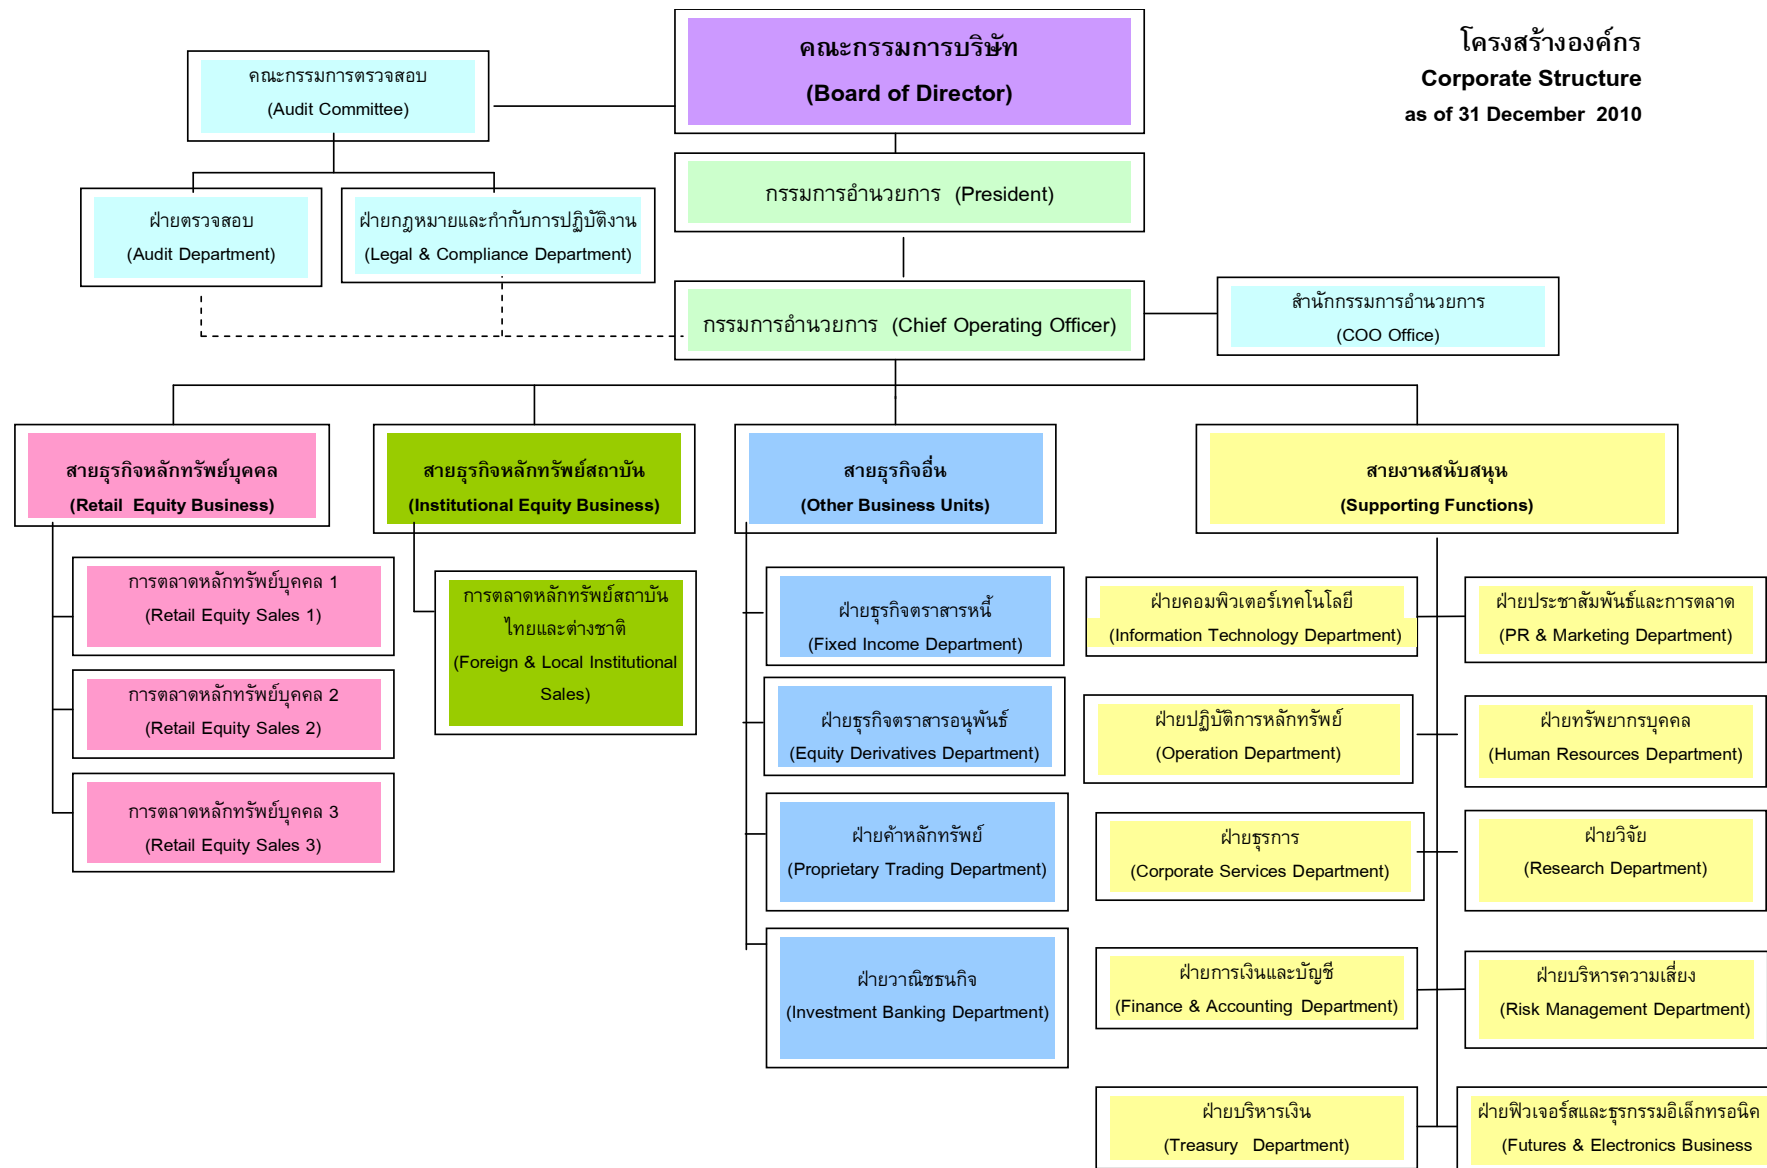 โครงสร้างองค์กร
Corporate Structure
as of 31 December 2010
คณะกรรมการบริษัท
(Board of Director)
คณะกรรมการตรวจสอบ
(Audit Committee)
กรรมการอำนวยการ (President)
ฝ่ายตรวจสอบ
(Audit Department)
ฝ่ายกฎหมายและกำกับการปฏิบัติงาน
(Legal & Compliance Department)
กรรมการอำนวยการ (Chief Operating Officer)
สำนักกรรมการอำนวยการ
(COO Office)
สายธุรกิจหลักทรัพย์บุคคล
(Retail Equity Business)
สายธุรกิจหลักทรัพย์สถาบัน
(Institutional Equity Business)
สายธุรกิจอื่น
(Other Business Units)
สายงานสนับสนุน
(Supporting Functions)
การตลาดหลักทรัพย์บุคคล 1
(Retail Equity Sales 1)
การตลาดหลักทรัพย์บุคคล 2
(Retail Equity Sales 2)
การตลาดหลักทรัพย์บุคคล 3
(Retail Equity Sales 3)
การตลาดหลักทรัพย์สถาบัน
ไทยและต่างชาติ
(Foreign & Local Institutional
Sales)
ฝ่ายธุรกิจตราสารหนี้
(Fixed Income Department)
ฝ่ายธุรกิจตราสารอนุพันธ์
(Equity Derivatives Department)
ฝ่ายค้าหลักทรัพย์
(Proprietary Trading Department)
ฝ่ายวาณิชธนกิจ
(Investment Banking Department)
ฝ่ายคอมพิวเตอร์เทคโนโลยี
(Information Technology Department)
ฝ่ายประชาสัมพันธ์และการตลาด
(PR & Marketing Department)
ฝ่ายปฏิบัติการหลักทรัพย์
(Operation Department)
ฝ่ายทรัพยากรบุคคล
(Human Resources Department)
ฝ่ายธุรการ
(Corporate Services Department)
ฝ่ายวิจัย
(Research Department)
ฝ่ายการเงินและบัญชี
(Finance & Accounting Department)
ฝ่ายบริหารความเสี่ยง
(Risk Management Department)
ฝ่ายบริหารเงิน
(Treasury Department)
ฝ่ายฟิวเจอร์สและธุรกรรมอิเล็กทรอนิค
(Futures & Electronics Business